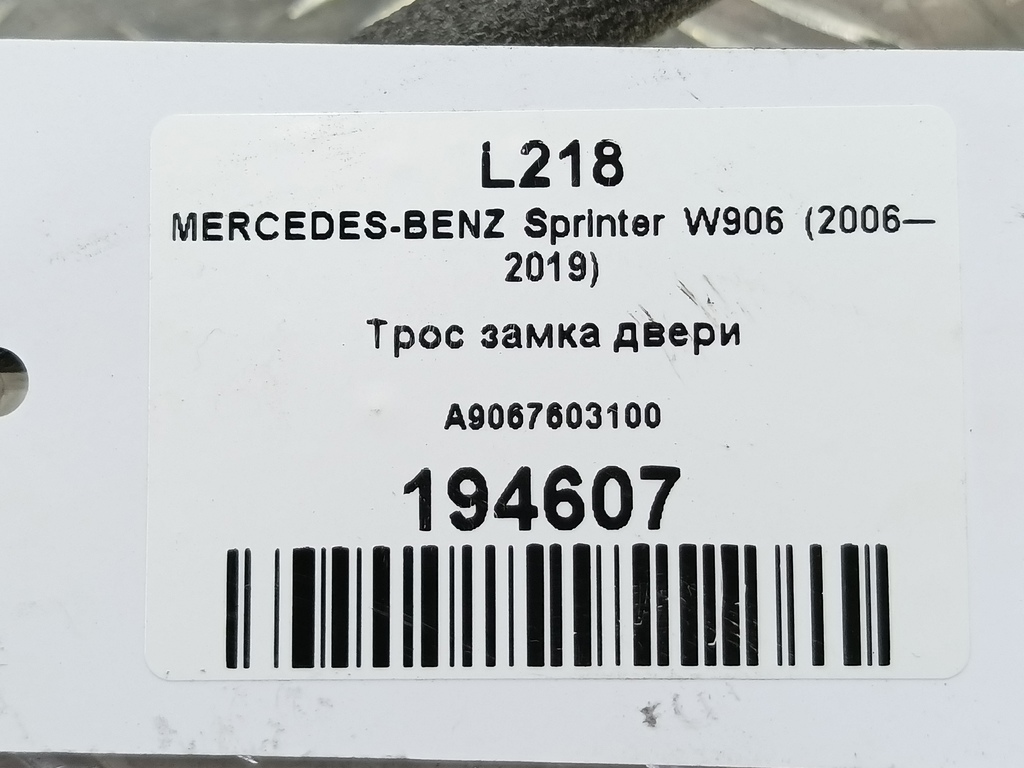 L218
MERCEDES-BENZ Sprinter W906 (2006—
2019)
Трос замка двери
A9067603100
194607